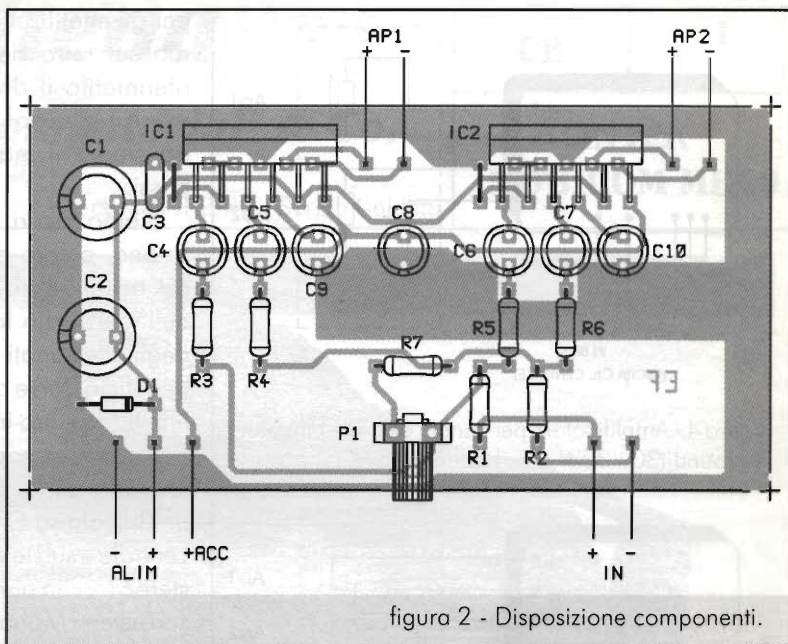 AP1
AP2
+ -
+ -
C1
IC1
IC2
C3
C5
C8
C7
C4
C6
C10
C9
C2
R7
R5
R6
R3
R4
D1
P1
R1
R2
- + +ACC
ALIM
+ -
IN
figura 2 - Disposizione componenti.